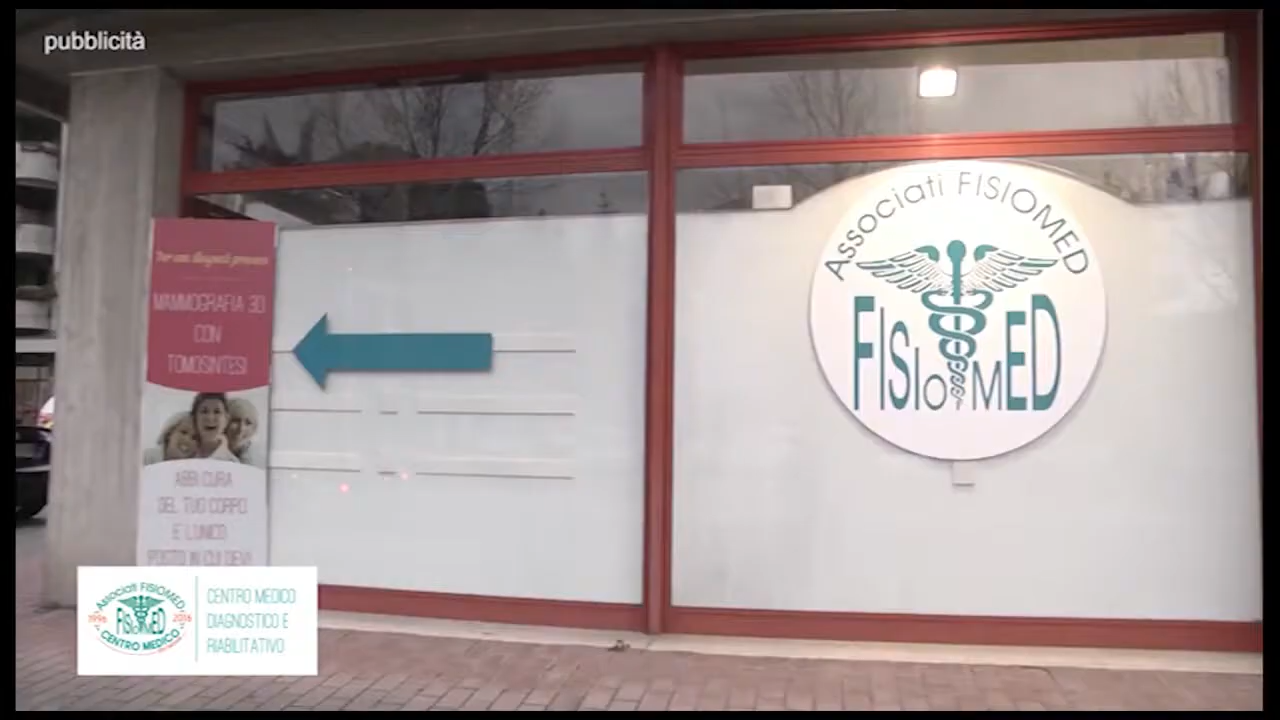 pubblicità
Associati FISIOMED
FISIOMED
Per una diagnosi precoce
MAMMOGRAFIA 3D
CON
TOMOSINTESI
ABBI CURA
DEL TUO CORPO
È L'UNICO
POSTO IN CUI DEVI
Associati FISIOMED
1996
FISIOMED
2016
CENTRO MEDICO
CENTRO MEDICO
DIAGNOSTICO E
RIABILITATIVO